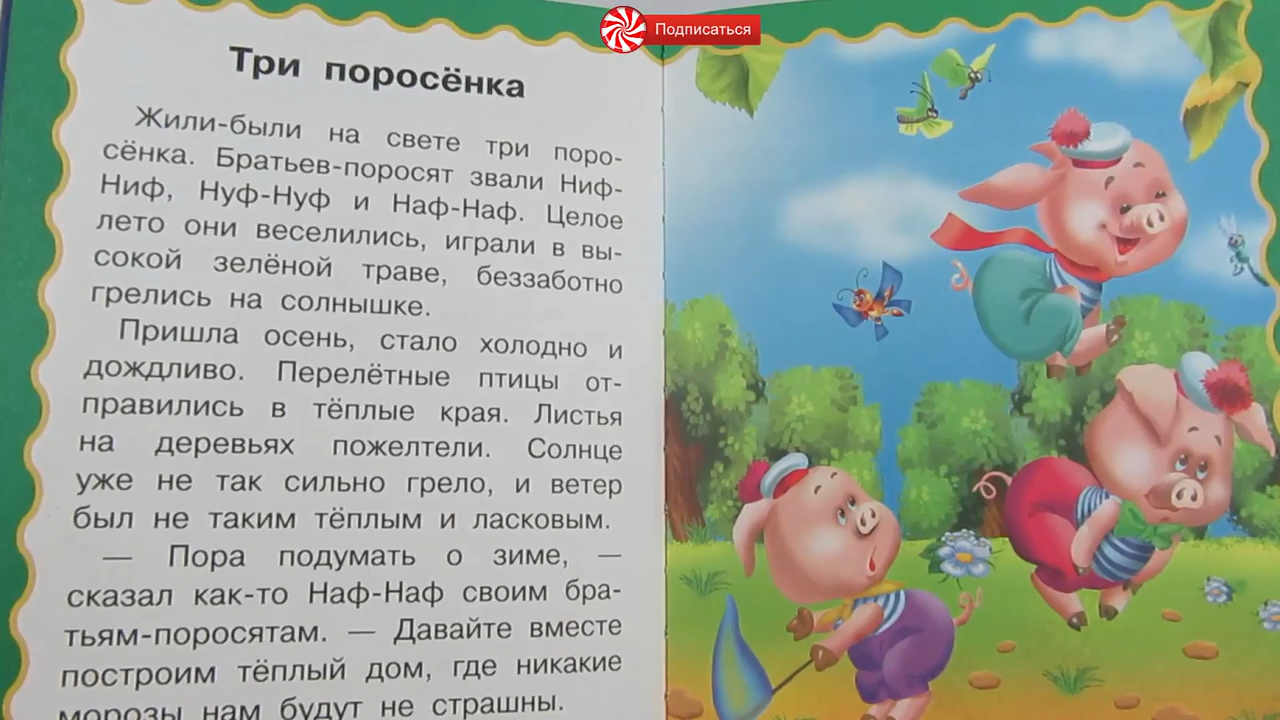 Подписаться
Три поросёнка
Жили-были на свете три поро-
сёнка. Братьев-поросят звали Ниф-
Ниф, Нуф-Нуф и Наф-Наф. Целое
лето они веселились, играли в вы-
сокой зелёной траве, беззаботно
грелись на солнышке.
Пришла осень, стало холодно и
дождливо. Перелётные птицы от-
правились в тёплые края. Листья
на деревьях пожелтели. Солнце
уже не так сильно грело, и ветер
был не таким тёплым и ласковым.
— Пора подумать о зиме, —
сказал как-то Наф-Наф своим бра-
тьям-поросятам. — Давайте вместе
построим тёплый дом, где никакие
морозы нам будут не страшны.